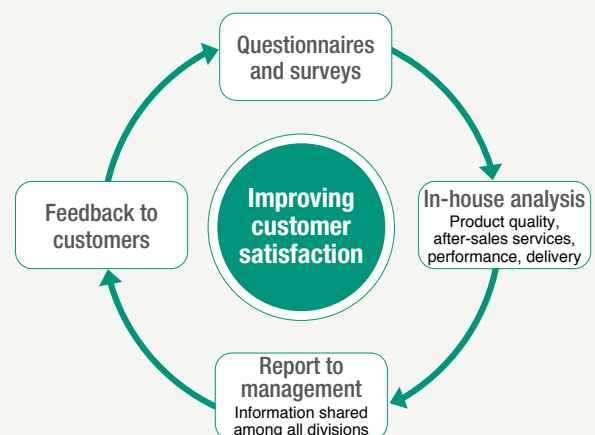 Questionnaires
and surveys
In-house analysis
Product quality,
after-sales services,
performance, delivery
Report to
management
Information shared
among all divisions
Feedback to
customers
Improving
customer
satisfaction